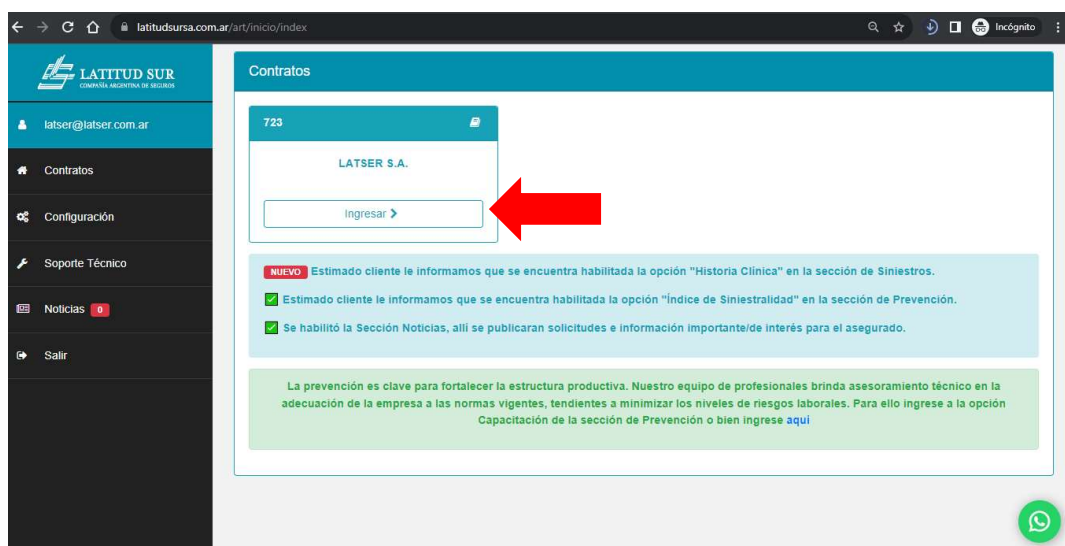 latitudsursa.com.ar/art/inicio/index
Incógnito
LATITUD SUR
COMPAÑÍA ARGENTINA DE SEGUROS
latser@latser.com.ar
Contratos
Configuración
Soporte Técnico
Noticias 0
Salir
Contratos
723
LATSER S.A.
Ingresar
NUEVO Estimado cliente le informamos que se encuentra habilitada la opción "Historia Clínica" en la sección de Siniestros.
Estimado cliente le informamos que se encuentra habilitada la opción "Índice de Siniestralidad" en la sección de Prevención.
Se habilitó la Sección Noticias, allí se publicaran solicitudes e información importante/de interés para el asegurado.
La prevención es clave para fortalecer la estructura productiva. Nuestro equipo de profesionales brinda asesoramiento técnico en la
adecuación de la empresa a las normas vigentes, tendientes a minimizar los niveles de riesgos laborales. Para ello ingrese a la opción
Capacitación de la sección de Prevención o bien ingrese aquí